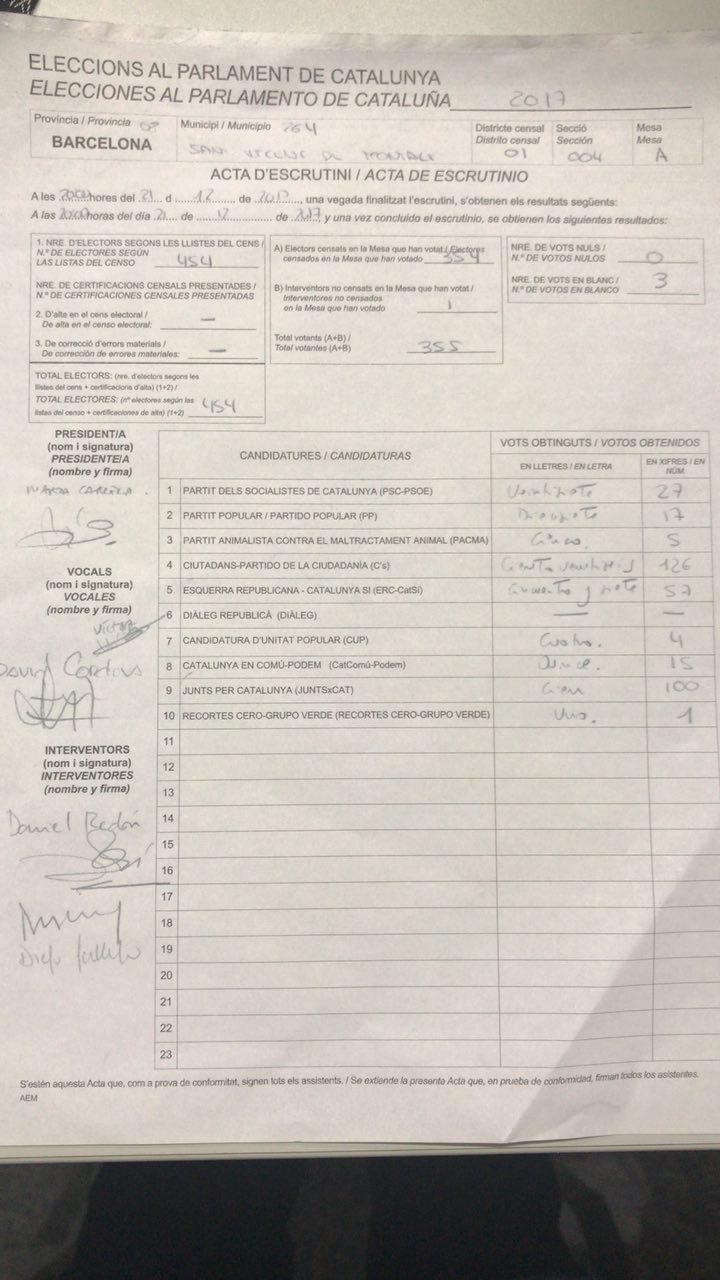 ELECCIONS AL PARLAMENT DE CATALUNYA
ELECCIONES AL PARLAMENTO DE CATALUÑA 2017
Província / Provincia 08
BARCELONA
Municipi / Municipio 264
SANT VICENÇ DE MONTALT
Districte censal
Distrito censal
01
Secció
Sección
004
Mesa
Mesa
A
ACTA D'ESCRUTINI / ACTA DE ESCRUTINIO
A les 20:00 hores del 21 d 12 de 2017, una vegada finalitzat l'escrutini, s'obtenen els resultats següents:
A las 20:00 horas del día 21 de 12 de 2017 y una vez concluido el escrutinio, se obtienen los siguientes resultados:
1. NRE. D'ELECTORS SEGONS LES LLISTES DEL CENS /
N.º DE ELECTORES SEGÚN
LAS LISTAS DEL CENSO 454
NRE. DE CERTIFICACIONS CENSALS PRESENTADES /
N.º DE CERTIFICACIONES CENSALES PRESENTADAS
2. D'alta en el cens electoral /
De alta en el censo electoral: —
3. De correcció d'errors materials /
De corrección de errores materiales: —
TOTAL ELECTORS: (nre. d'electors segons les
llistes del cens + certificacions d'alta) (1+2) /
TOTAL ELECTORES: (nº electores según las
listas del censo + certificaciones de alta) (1+2) 454
A) Electors censats en la Mesa que han votat / Electores
censados en la Mesa que han votado 354
B) Interventors no censats en la Mesa que han votat /
Interventores no censados
en la Mesa que han votado 1
Total votants (A+B) /
Total votantes (A+B) 355
NRE. DE VOTS NULS /
N.º DE VOTOS NULOS 0
NRE. DE VOTS EN BLANC /
N.º DE VOTOS EN BLANCO 3
PRESIDENT/A
(nom i signatura)
PRESIDENTE/A
(nombre y firma)
VOCALS
(nom i signatura)
VOCALES
(nombre y firma)
David
INTERVENTORS
(nom i signatura)
INTERVENTORES
(nombre y firma)
Daniel
CANDIDATURES / CANDIDATURAS
VOTS OBTINGUTS / VOTOS OBTENIDOS
EN LLETRES / EN LETRA
EN XIFRES / EN NÚM.
1 PARTIT DELS SOCIALISTES DE CATALUNYA (PSC-PSOE) Veintisiete 27
2 PARTIT POPULAR / PARTIDO POPULAR (PP) Diecisiete 17
3 PARTIT ANIMALISTA CONTRA EL MALTRACTAMENT ANIMAL (PACMA) Cinco. 5
4 CIUTADANS-PARTIDO DE LA CIUDADANÍA (C's) Ciento veintiseis 126
5 ESQUERRA REPUBLICANA - CATALUNYA SI (ERC-CatSí) Cincuenta y siete 57
6 DIÀLEG REPUBLICÀ (DIÀLEG) — —
7 CANDIDATURA D'UNITAT POPULAR (CUP) Cuatro. 4
8 CATALUNYA EN COMÚ-PODEM (CatComú-Podem) Quince. 15
9 JUNTS PER CATALUNYA (JUNTSxCAT) Cien 100
10 RECORTES CERO-GRUPO VERDE (RECORTES CERO-GRUPO VERDE) Uno. 1
11
12
13
14
15
16
17
18
19
20
21
22
23
S'estén aquesta Acta que, com a prova de conformitat, signen tots els assistents. / Se extiende la presente Acta que, en prueba de conformidad, firman todos los asistentes.
AEM